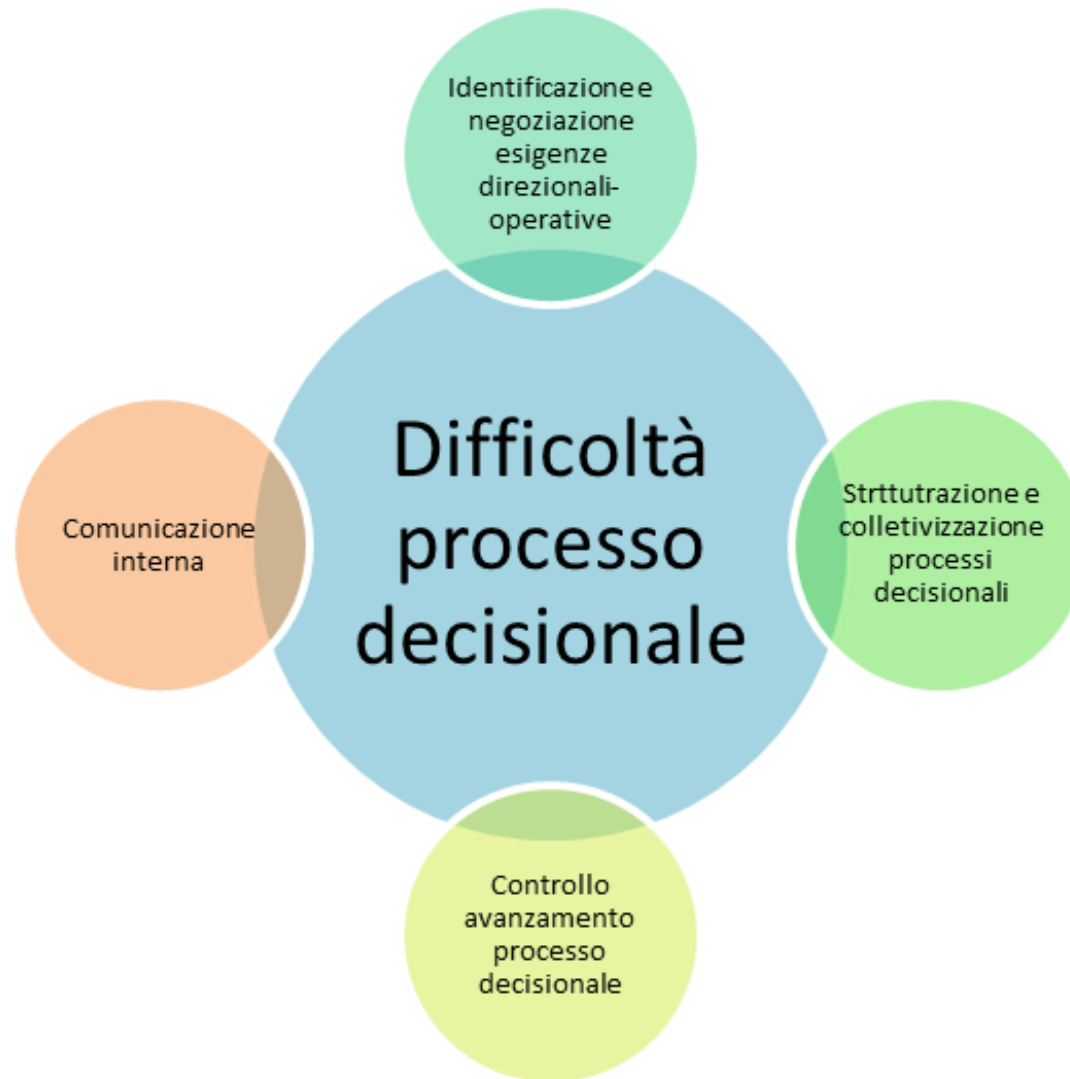 Identificazione e
negoziazione
esigenze
direzionali-
operative
Difficoltà
processo
decisionale
Strttutrazione e
colletivizzazione
processi
decisionali
Comunicazione
interna
Controllo
avanzamento
processo
decisionale